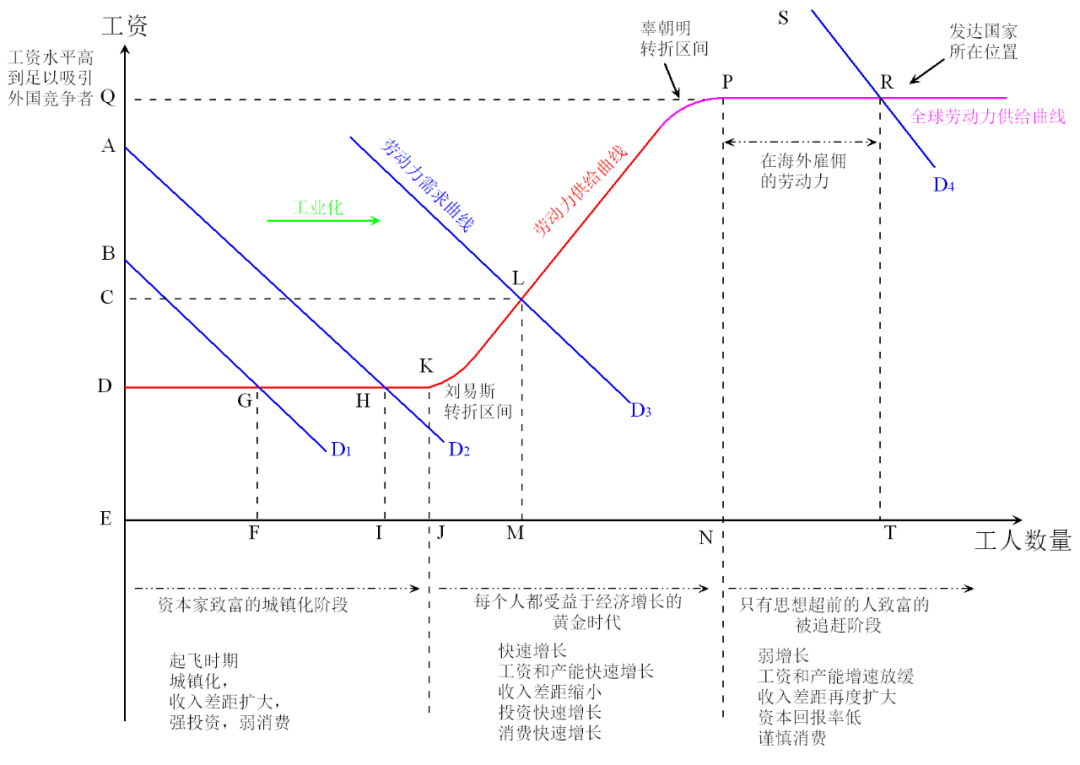 工资
工资水平高
到足以吸引
外国竞争者
Q
A
B
C
D
E
辜朝明
转折区间
S
发达国家
所在位置
P
R
全球劳动力供给曲线
在海外雇佣
的劳动力
D4
劳动力需求曲线
劳动力供给曲线
工业化
L
K
刘易斯
转折区间
G
H
D1
D2
D3
F
I
J
M
N
T
工人数量
资本家致富的城镇化阶段
起飞时期
城镇化，
收入差距扩大，
强投资，弱消费
每个人都受益于经济增长的
黄金时代
快速增长
工资和产能快速增长
收入差距缩小
投资快速增长
消费快速增长
只有思想超前的人致富的
被追赶阶段
弱增长
工资和产能增速放缓
收入差距再度扩大
资本回报率低
谨慎消费